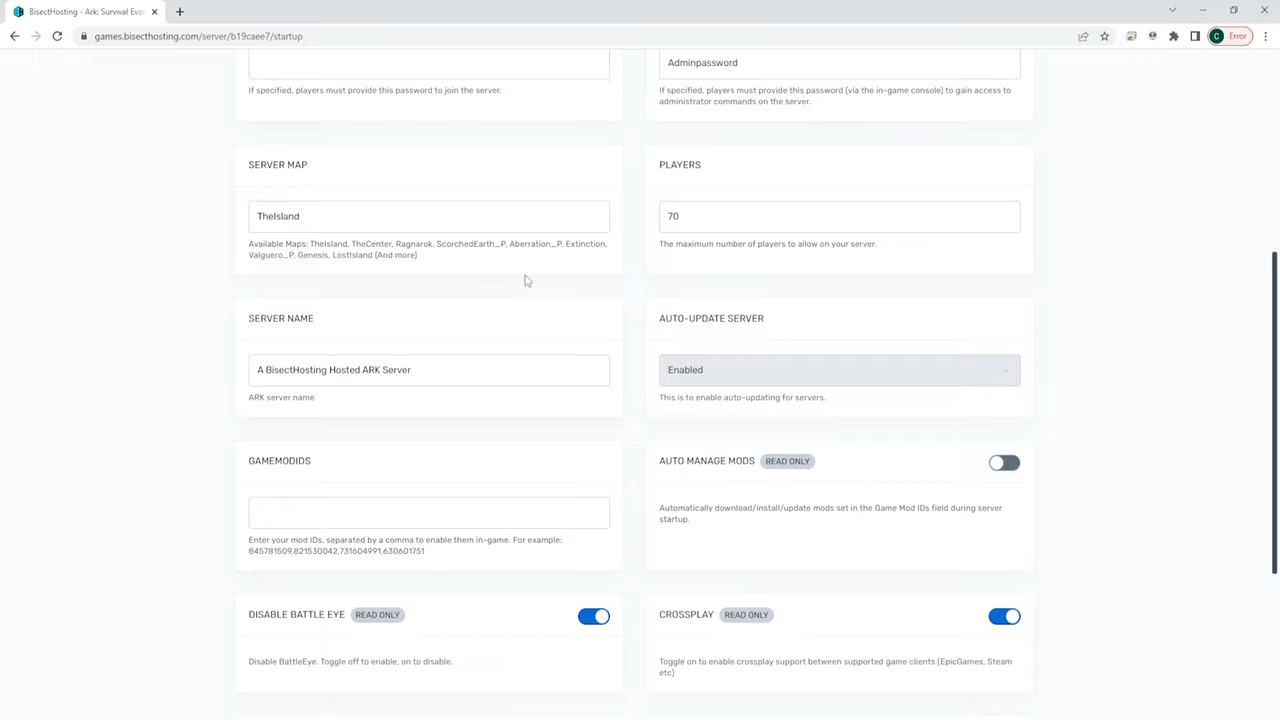 BisectHosting - Ark: Survival Evol
games.bisecthosting.com/server/b19caee7/startup
C
Error
Adminpassword
If specified, players must provide this password to join the server.
If specified, players must provide this password (via the in-game console) to gain access to
administrator commands on the server.
SERVER MAP
PLAYERS
TheIsland
70
Available Maps: TheIsland, TheCenter, Ragnarok, ScorchedEarth_P, Aberration_P, Extinction,
Valguero_P, Genesis, LostIsland (And more)
The maximum number of players to allow on your server.
SERVER NAME
AUTO-UPDATE SERVER
A BisectHosting Hosted ARK Server
Enabled
ARK server name
This is to enable auto-updating for servers.
GAMEMODIDS
AUTO MANAGE MODS READ ONLY
Automatically download/install/update mods set in the Game Mod IDs field during server
startup.
Enter your mod IDs, separated by a comma to enable them in-game. For example:
845781509,821530042,731604991,630601751
DISABLE BATTLE EYE READ ONLY
CROSSPLAY READ ONLY
Disable BattleEye. Toggle off to enable, on to disable.
Toggle on to enable crossplay support between supported game clients (EpicGames, Steam
etc)